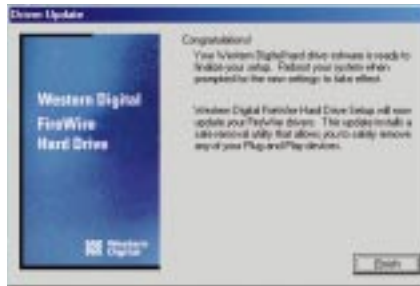 Driver Update
Congratulations!
Your Western Digital hard drive software is ready to
finalize your setup. Reboot your system when
prompted for the new settings to take effect.
Western Digital
FireWire
Hard Drive
Western Digital FireWire Hard Drive Setup will now
update your FireWire drivers. This update installs a
safe removal utility that allows you to safely remove
any of your Plug and Play devices.
Western
Digital
Finish